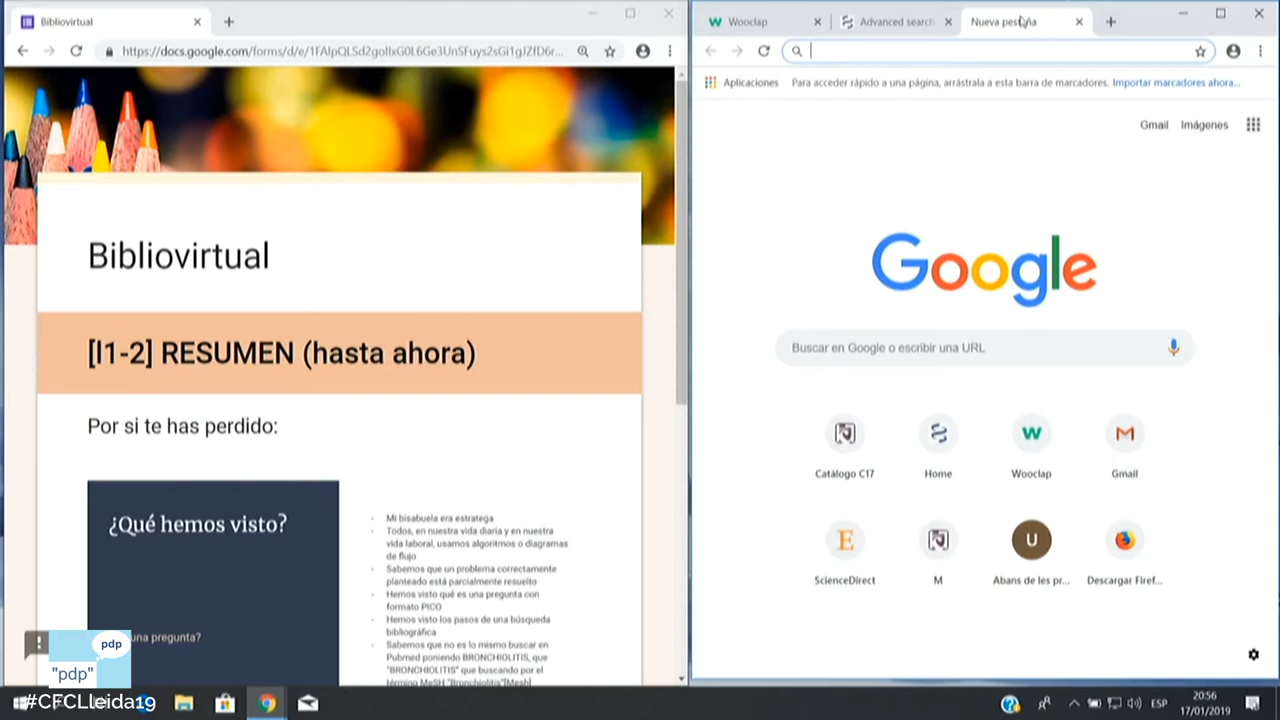 Bibliovirtual
Wooclap
Advanced search
Nueva pestaña
Aplicaciones
Para acceder rápido a una página, arrástrala a esta barra de marcadores. Importar marcadores ahora...
Gmail Imágenes
Bibliovirtual
[I1-2] RESUMEN (hasta ahora)
Por si te has perdido:
¿Qué hemos visto?
- Mi bisabuela era estratega
- Todos, en nuestra vida diaria y en nuestra
vida laboral, usamos algoritmos o diagramas
de flujo
- Sabemos que un problema correctamente
planteado está parcialmente resuelto
- Hemos visto qué es una pregunta con
formato PICO
- Hemos visto los pasos de una búsqueda
bibliográfica
- Sabemos que no es lo mismo buscar en
Pubmed poniendo BRONCHIOLITIS, que
"BRONCHIOLITIS" que buscando por el
término MeSH "Bronchiolitis"[Mesh]
una pregunta?
Google
Buscar en Google o escribir una URL
Catálogo C17
Home
Wooclap
Gmail
ScienceDirect
M
Abans de les pr...
Descargar Firef...
pdp
"pdp"
#CFCLleida19
ESP
20:56
17/01/2019